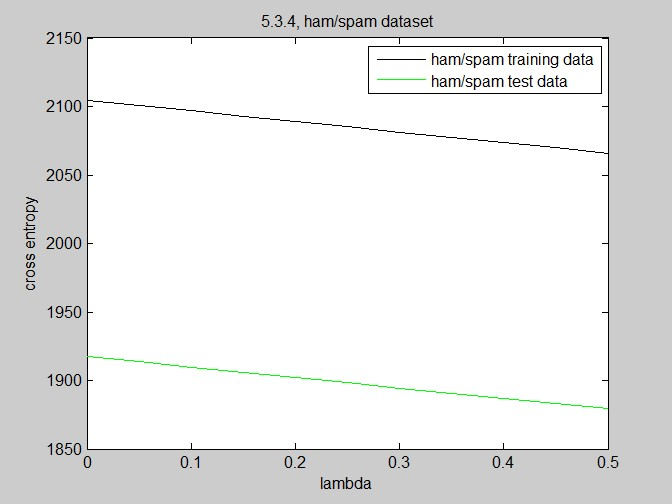 5.3.4, ham/spam dataset
ham/spam training data
ham/spam test data
cross entropy
2150
2100
2050
2000
1950
1900
1850
0 0.1 0.2 0.3 0.4 0.5
lambda